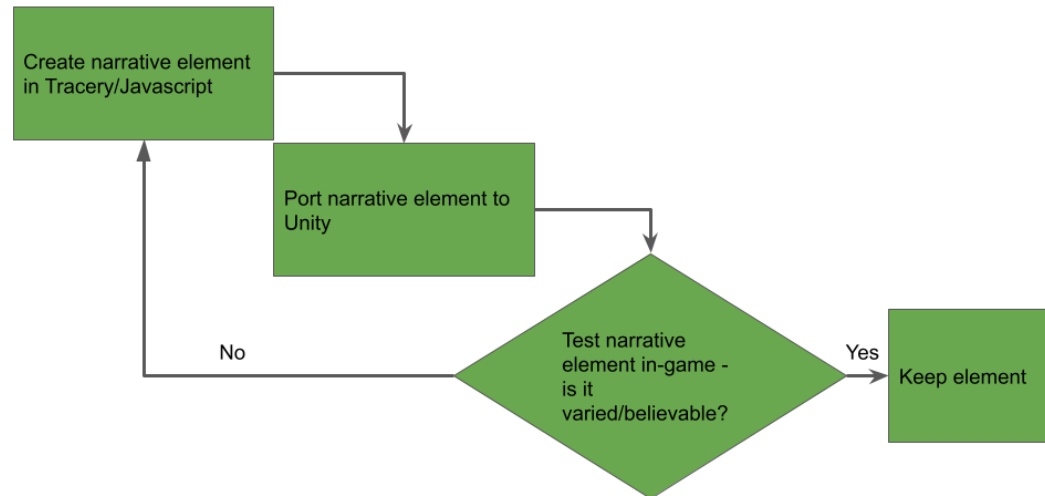 Create narrative element
in Tracery/Javascript
Port narrative element to
Unity
Test narrative
element in-game -
is it
varied/believable?
No
Yes
Keep element